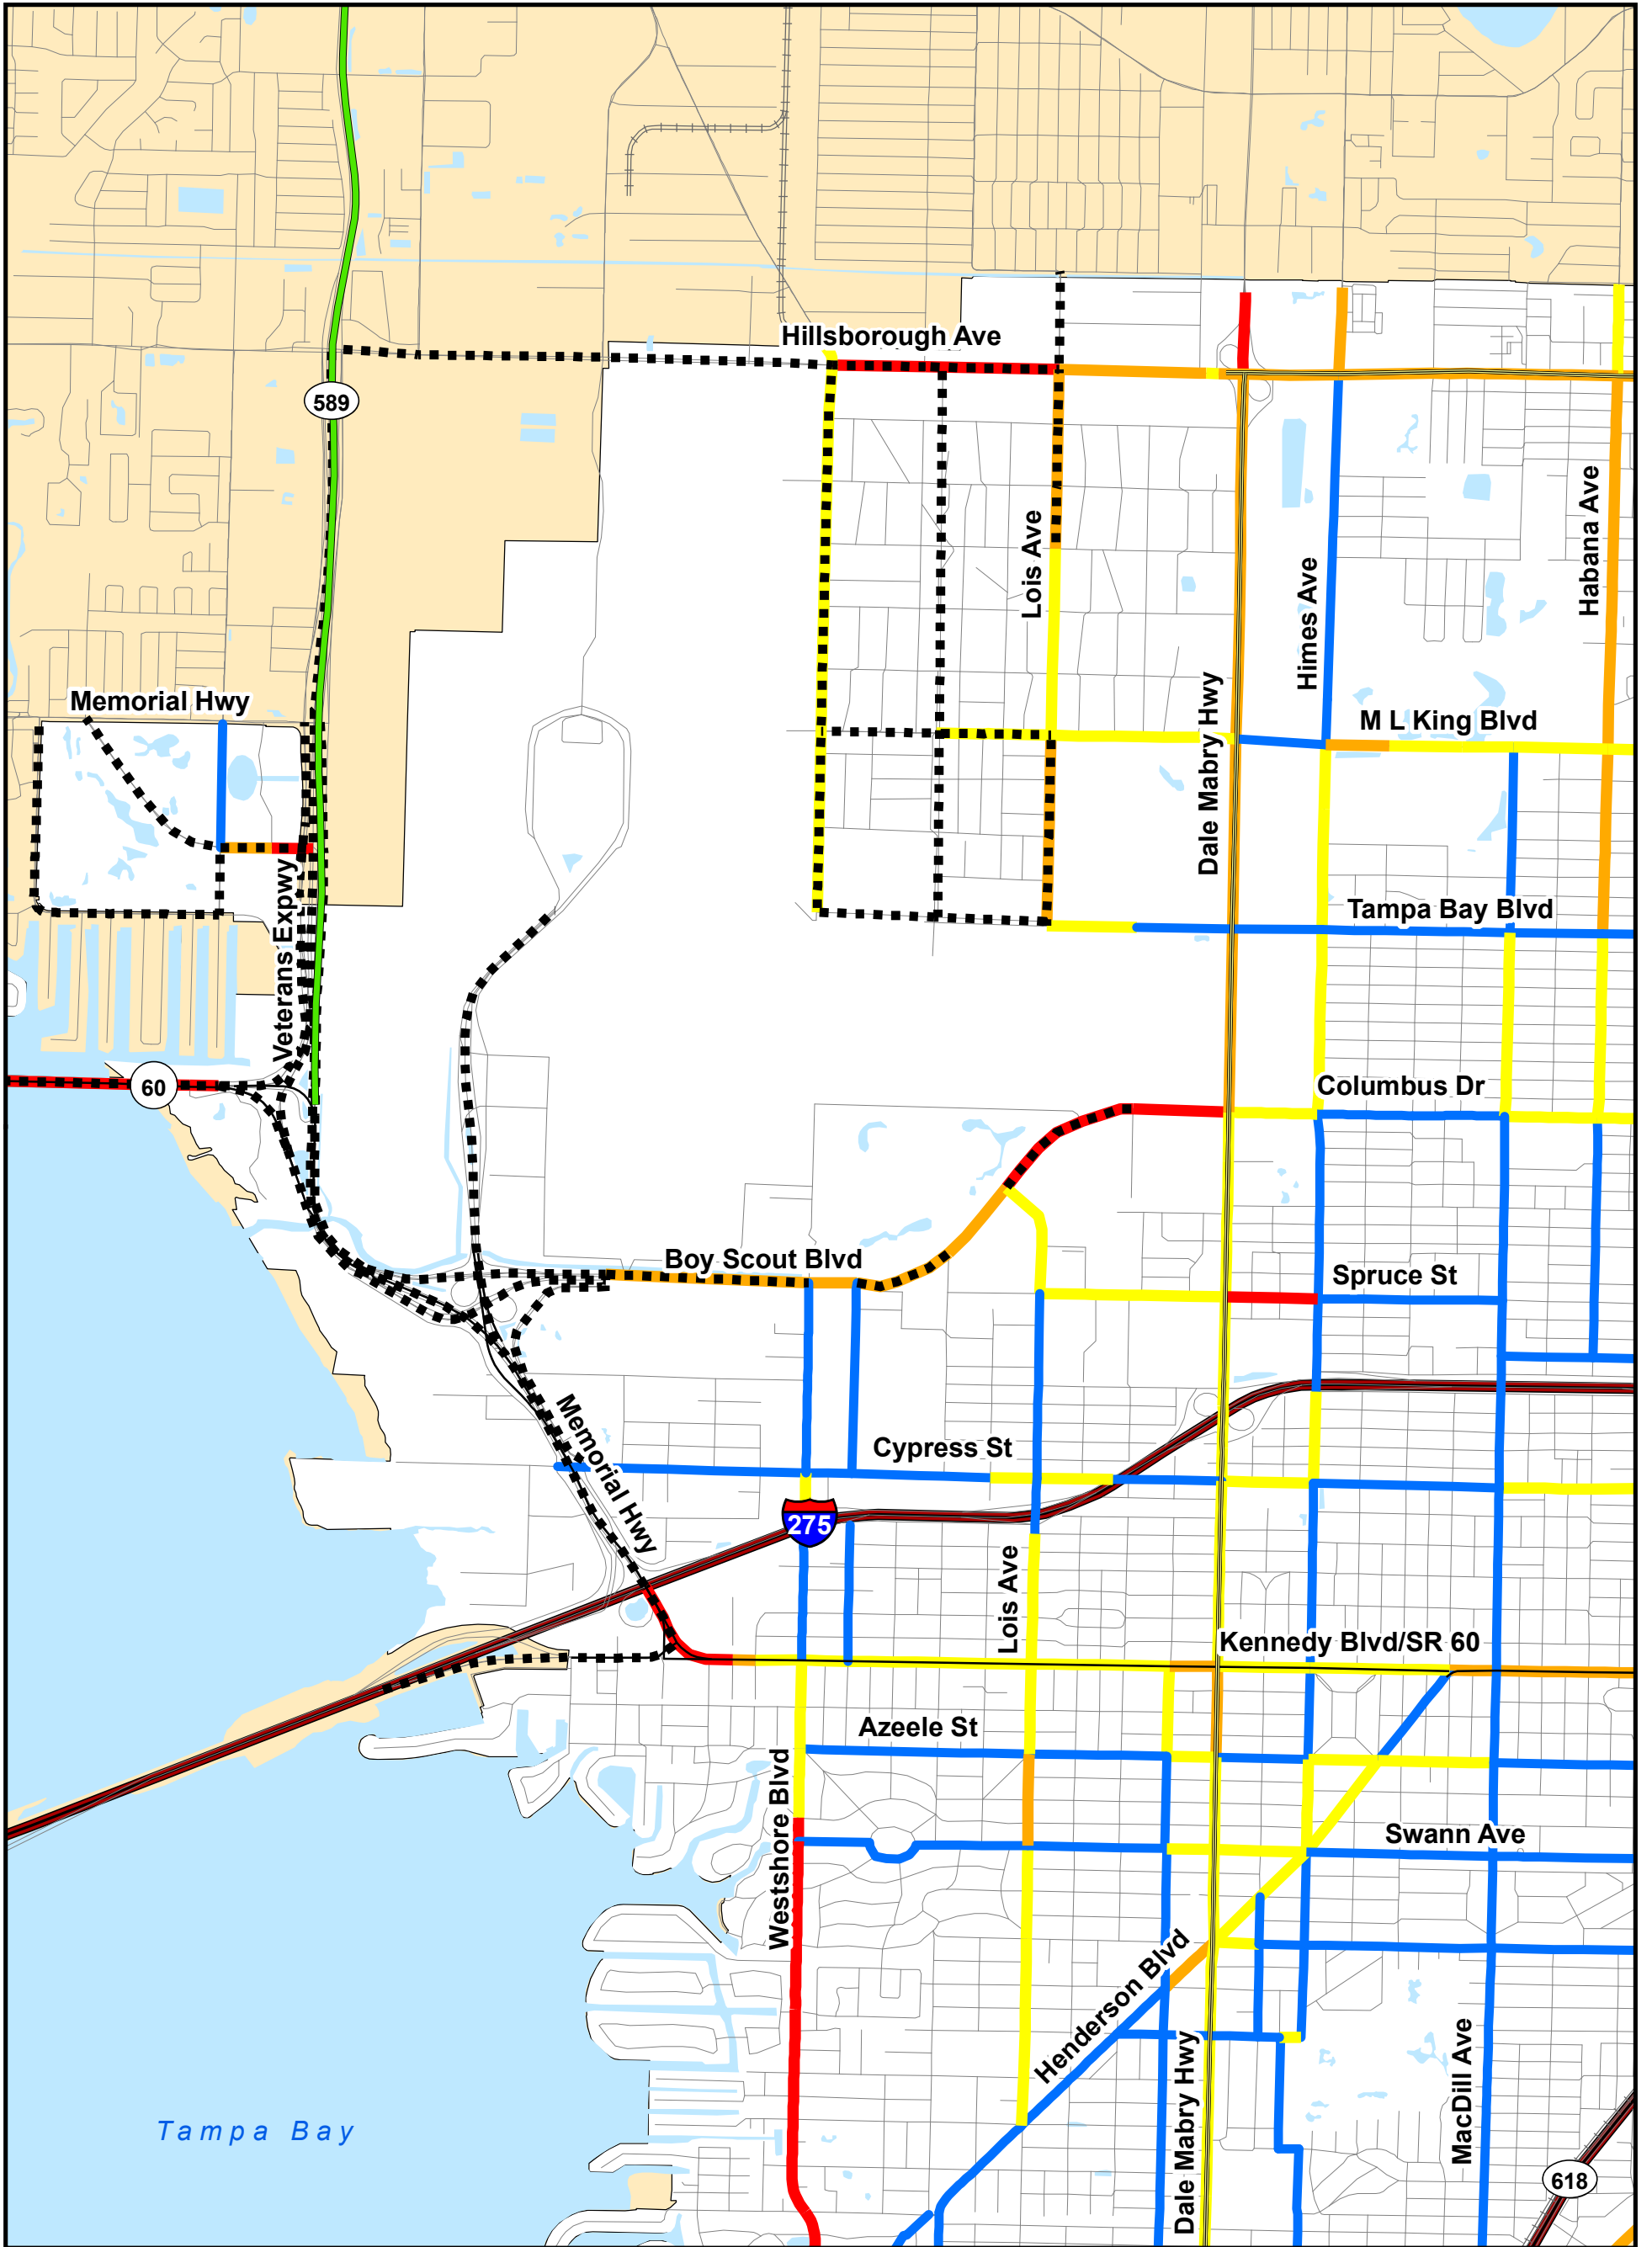 Hillsborough Ave
589
Lois Ave
Habana Ave
Himes Ave
Memorial Hwy
Dale Mabry Hwy
M L King Blvd
Veterans Expwy
Tampa Bay Blvd
60
Columbus Dr
Boy Scout Blvd
Spruce St
Memorial Hwy
Cypress St
275
Lois Ave
Kennedy Blvd/SR 60
Azeele St
Westshore Blvd
Swann Ave
Henderson Blvd
Dale Mabry Hwy
MacDill Ave
Tampa Bay
618